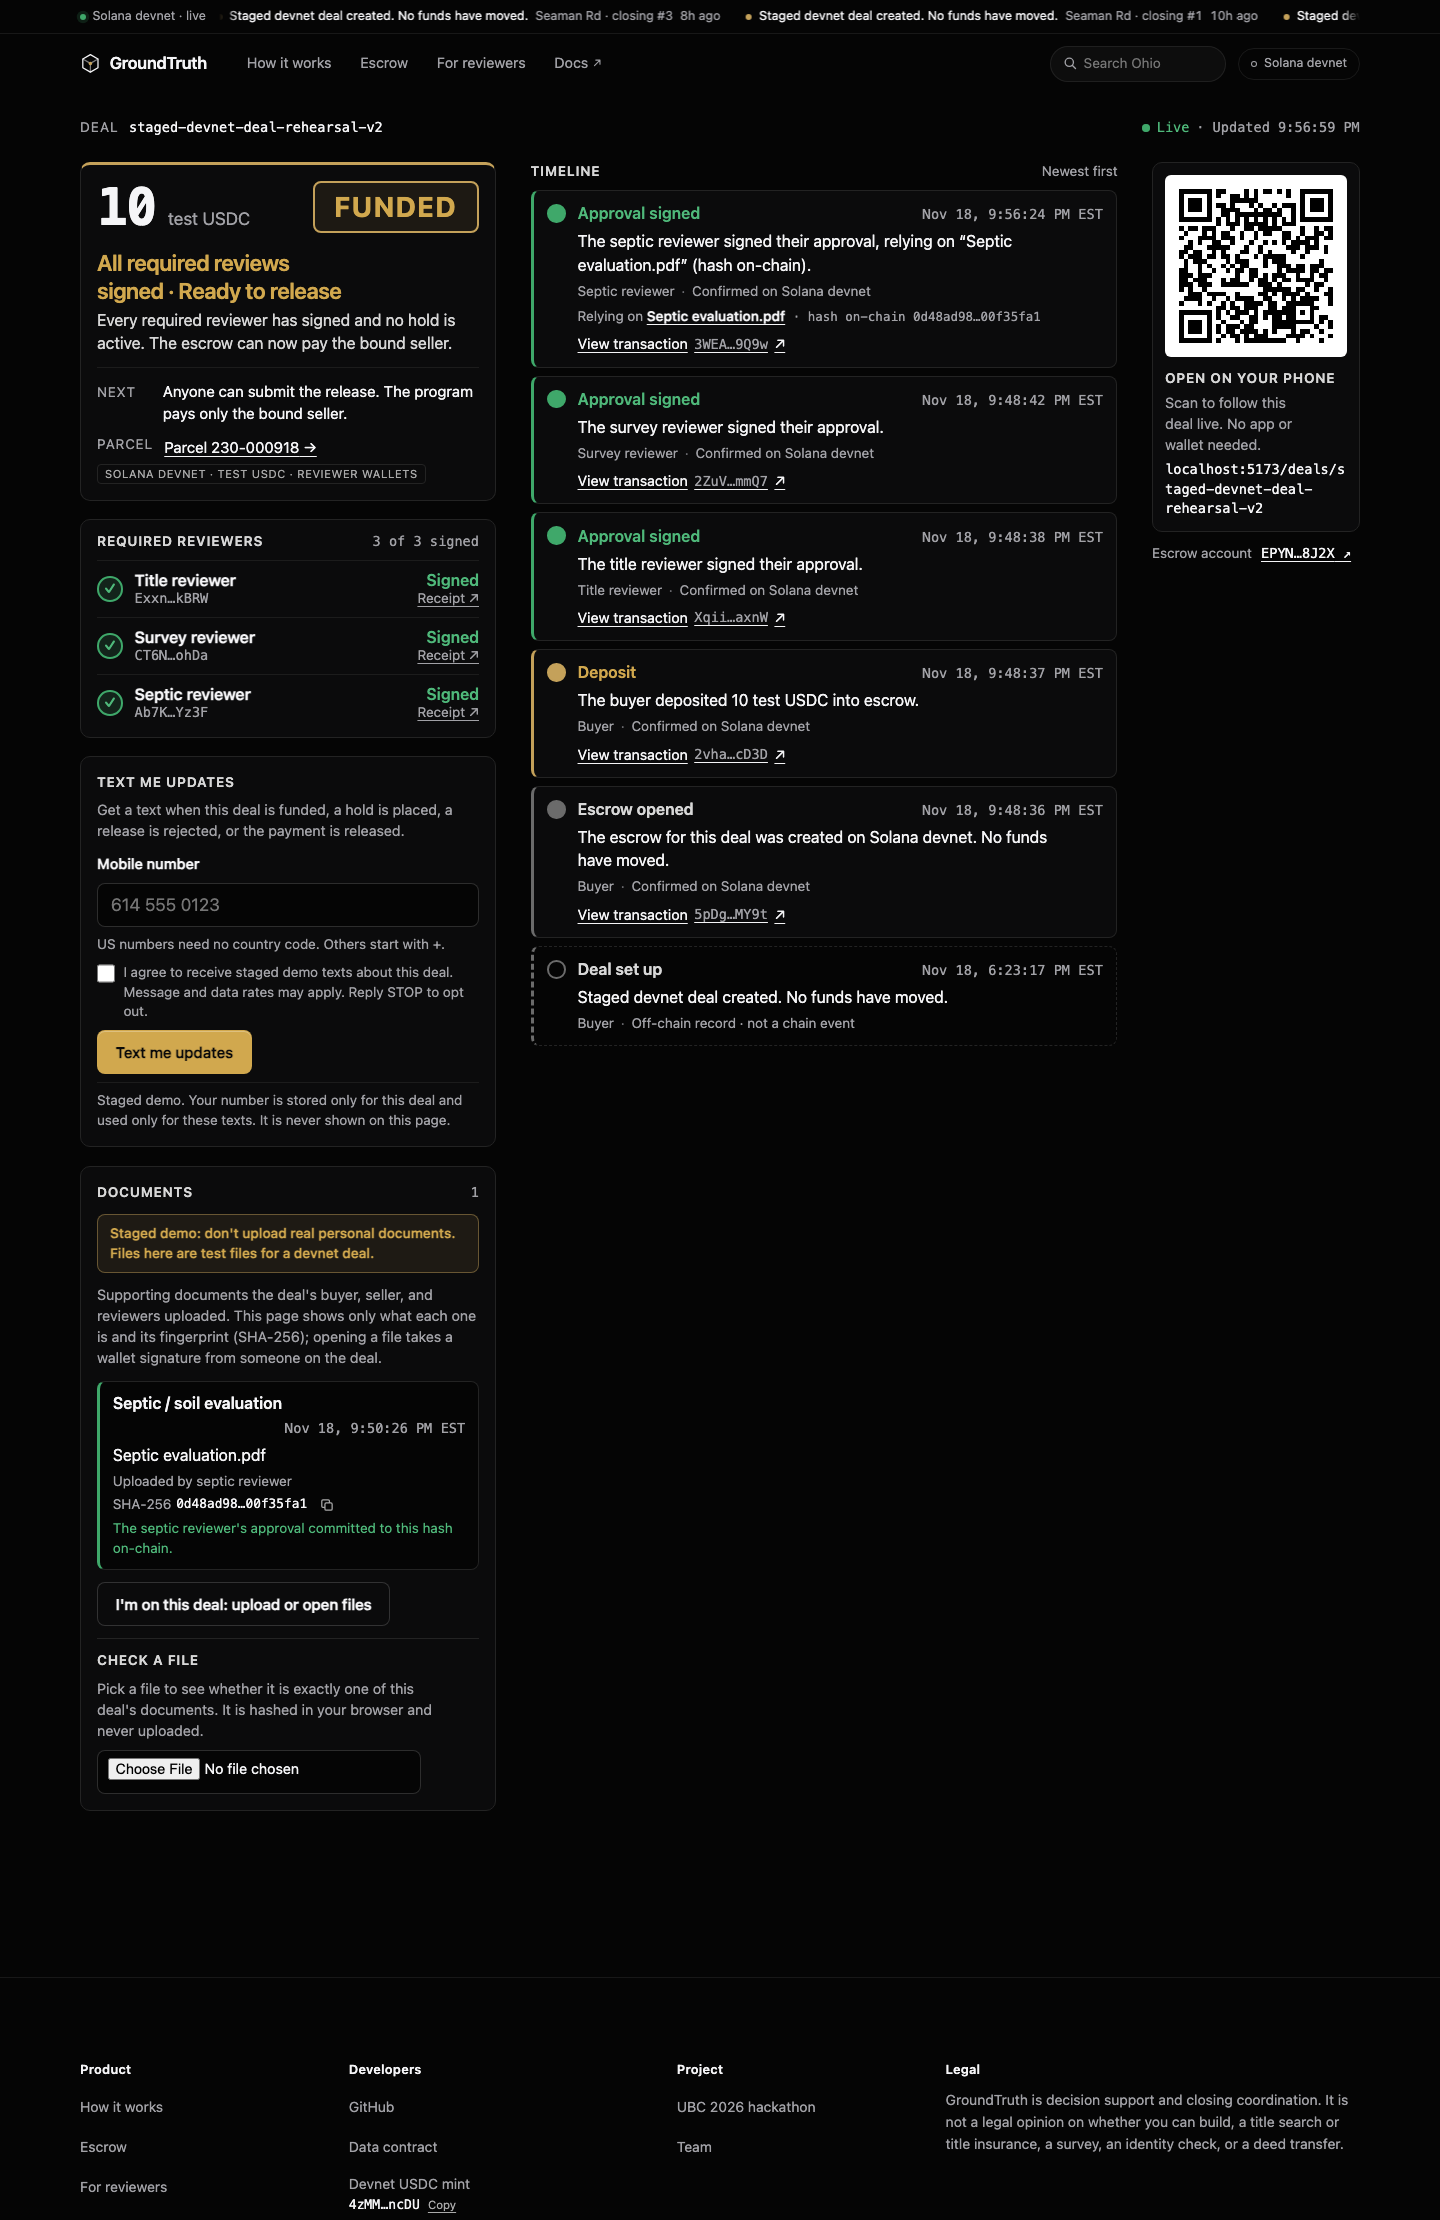 Solana devnet · live
Staged devnet deal created. No funds have moved. Seaman Rd · closing #3 8h ago
Staged devnet deal created. No funds have moved. Seaman Rd · closing #1 10h ago
Staged
GroundTruth
How it works
Escrow
For reviewers
Docs ↗
Search Ohio
Solana devnet
DEAL staged-devnet-deal-rehearsal-v2
Live · Updated 9:56:59 PM
10 test USDC
FUNDED
All required reviews
signed · Ready to release
Every required reviewer has signed and no hold is
active. The escrow can now pay the bound seller.
NEXT
Anyone can submit the release. The program
pays only the bound seller.
PARCEL
Parcel 230-000918 →
SOLANA DEVNET · TEST USDC · REVIEWER WALLETS
REQUIRED REVIEWERS
3 of 3 signed
Title reviewer
Signed
Exxn…kBRW
Receipt ↗
Survey reviewer
Signed
CT6N…ohDa
Receipt ↗
Septic reviewer
Signed
Ab7K…Yz3F
Receipt ↗
TEXT ME UPDATES
Get a text when this deal is funded, a hold is placed, a
release is rejected, or the payment is released.
Mobile number
614 555 0123
US numbers need no country code. Others start with +.
I agree to receive staged demo texts about this deal.
Message and data rates may apply. Reply STOP to opt
out.
Text me updates
Staged demo. Your number is stored only for this deal and
used only for these texts. It is never shown on this page.
DOCUMENTS
1
Staged demo: don't upload real personal documents.
Files here are test files for a devnet deal.
Supporting documents the deal's buyer, seller, and
reviewers uploaded. This page shows only what each one
is and its fingerprint (SHA-256); opening a file takes a
wallet signature from someone on the deal.
Septic / soil evaluation
Nov 18, 9:50:26 PM EST
Septic evaluation.pdf
Uploaded by septic reviewer
SHA-256 0d48ad98…00f35fa1
The septic reviewer's approval committed to this hash
on-chain.
I'm on this deal: upload or open files
CHECK A FILE
Pick a file to see whether it is exactly one of this
deal's documents. It is hashed in your browser and
never uploaded.
Choose File No file chosen
TIMELINE
Newest first
Approval signed
Nov 18, 9:56:24 PM EST
The septic reviewer signed their approval, relying on “Septic
evaluation.pdf” (hash on-chain).
Septic reviewer · Confirmed on Solana devnet
Relying on Septic evaluation.pdf · hash on-chain 0d48ad98…00f35fa1
View transaction 3WEA…9Q9w ↗
Approval signed
Nov 18, 9:48:42 PM EST
The survey reviewer signed their approval.
Survey reviewer · Confirmed on Solana devnet
View transaction 2ZuV…mmQ7 ↗
Approval signed
Nov 18, 9:48:38 PM EST
The title reviewer signed their approval.
Title reviewer · Confirmed on Solana devnet
View transaction Xqii…axnW ↗
Deposit
Nov 18, 9:48:37 PM EST
The buyer deposited 10 test USDC into escrow.
Buyer · Confirmed on Solana devnet
View transaction 2vha…cD3D ↗
Escrow opened
Nov 18, 9:48:36 PM EST
The escrow for this deal was created on Solana devnet. No funds
have moved.
Buyer · Confirmed on Solana devnet
View transaction 5pDg…MY9t ↗
Deal set up
Nov 18, 6:23:17 PM EST
Staged devnet deal created. No funds have moved.
Buyer · Off-chain record · not a chain event
OPEN ON YOUR PHONE
Scan to follow this
deal live. No app or
wallet needed.
localhost:5173/deals/s
taged-devnet-deal-
rehearsal-v2
Escrow account EPYN…8J2X ↗
Product
How it works
Escrow
For reviewers
Developers
GitHub
Data contract
Devnet USDC mint
4zMM…ncDU Copy
Project
UBC 2026 hackathon
Team
Legal
GroundTruth is decision support and closing coordination. It is
not a legal opinion on whether you can build, a title search or
title insurance, a survey, an identity check, or a deed transfer.